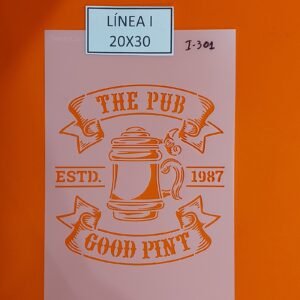 LÍNEA I
20X30
I-301
THE PUB
ESTD. 1987
GOOD PINT